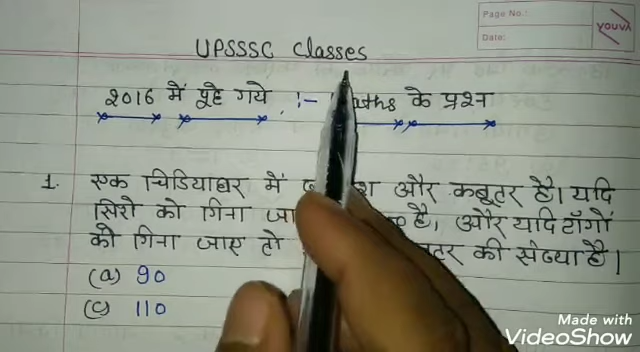 Page No.:
Date:
YOUVA
UPSSSC Classes
2016 में पूछे गये :- के प्रश्न
1. एक चिडियाघर में और कबूतर है। यदि
सिरो को गिना है, और यदि टाँगों
को गिना जाए तो की संख्या है।
(a) 90
(c) 110
Made with
VideoShow